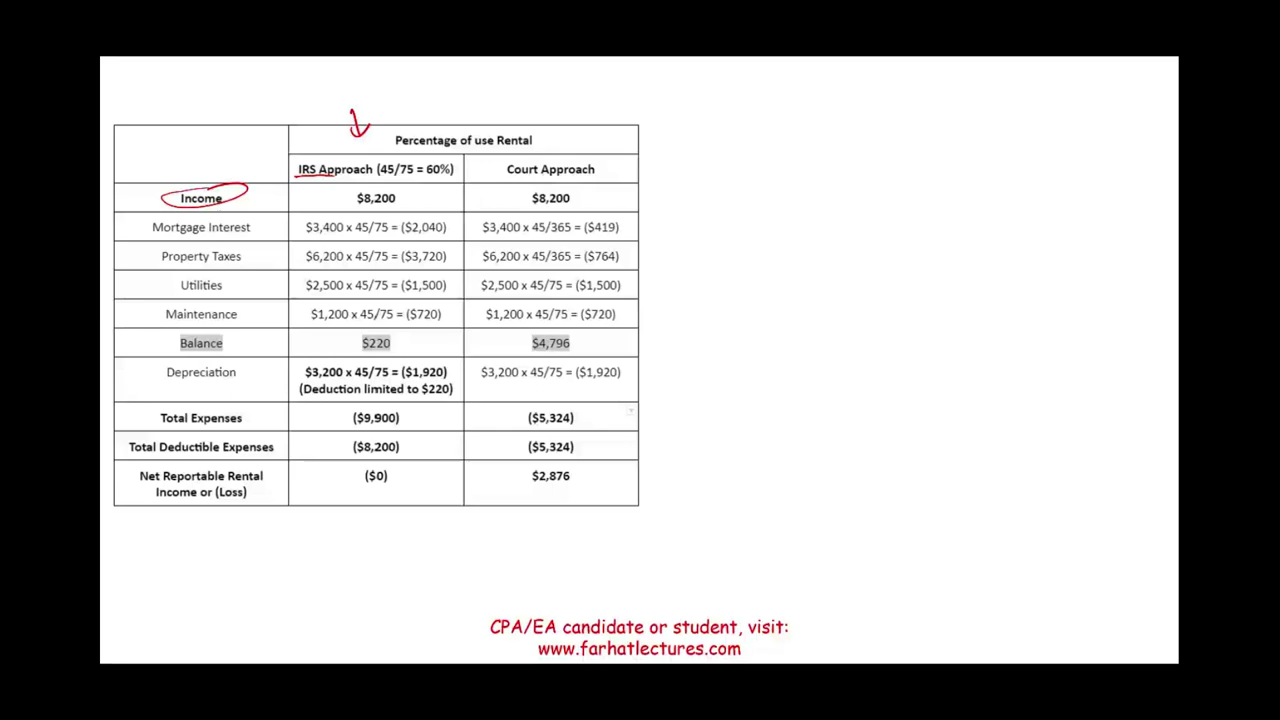 Percentage of use Rental
IRS Approach (45/75 = 60%) Court Approach
Income $8,200 $8,200
Mortgage Interest $3,400 x 45/75 = ($2,040) $3,400 x 45/365 = ($419)
Property Taxes $6,200 x 45/75 = ($3,720) $6,200 x 45/365 = ($764)
Utilities $2,500 x 45/75 = ($1,500) $2,500 x 45/75 = ($1,500)
Maintenance $1,200 x 45/75 = ($720) $1,200 x 45/75 = ($720)
Balance $220 $4,796
Depreciation $3,200 x 45/75 = ($1,920) $3,200 x 45/75 = ($1,920)
(Deduction limited to $220)
Total Expenses ($9,900) ($5,324)
Total Deductible Expenses ($8,200) ($5,324)
Net Reportable Rental ($0) $2,876
Income or (Loss)
CPA/EA candidate or student, visit:
www.farhatlectures.com